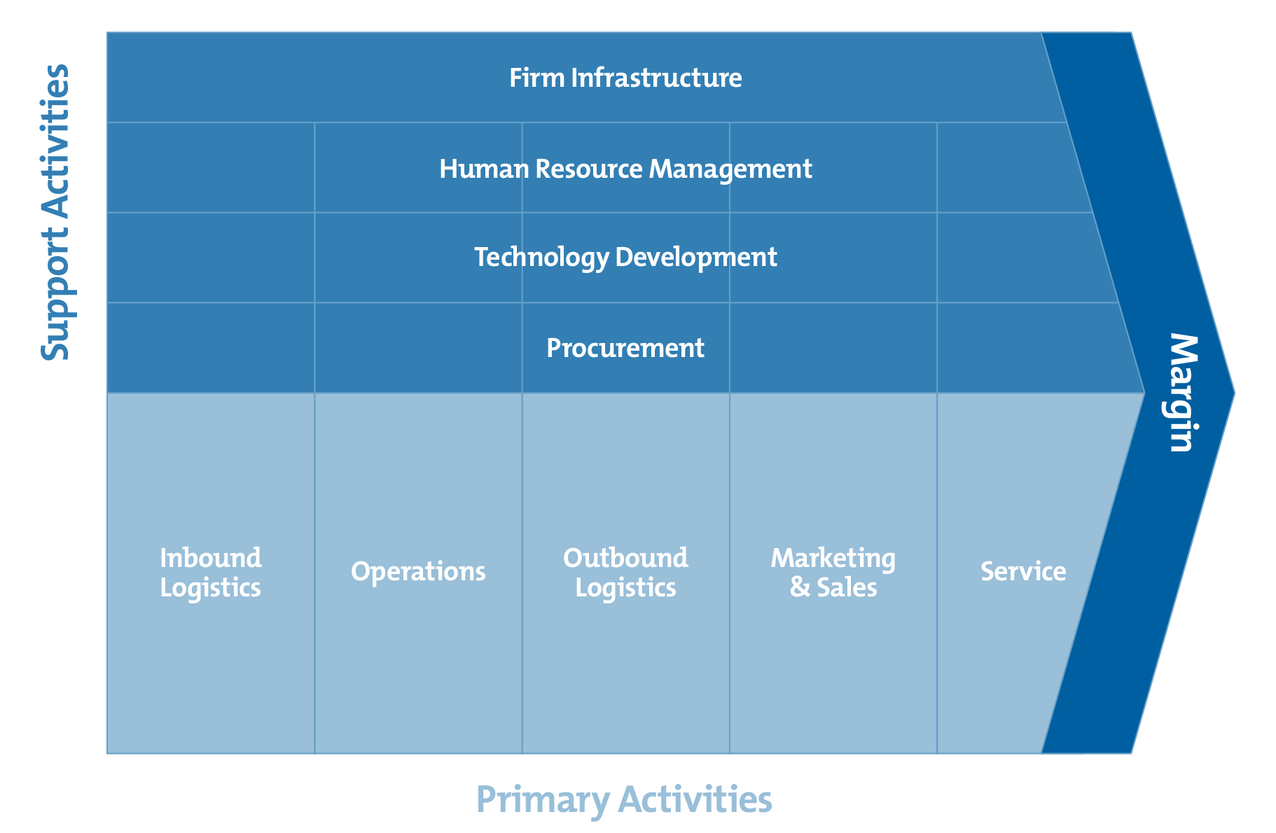 Support Activities
Firm Infrastructure
Human Resource Management
Technology Development
Procurement
Margin
Inbound
Logistics
Operations
Outbound
Logistics
Marketing
& Sales
Service
Primary Activities